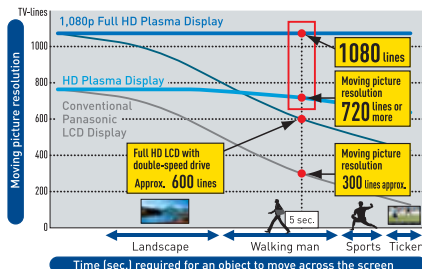 TV-lines
1,080p Full HD Plasma Display
1000
1080 lines
HD Plasma Display
800
Moving picture
resolution
720 lines or
more
Conventional
Panasonic
LCD Display
600
Full HD LCD with
double-speed drive
Approx. 600 lines
400
Moving picture
resolution
300 lines approx.
200
0
5 sec.
Landscape
Walking man
Sports
Ticker
Moving picture resolution
Time (sec.) required for an object to move across the screen